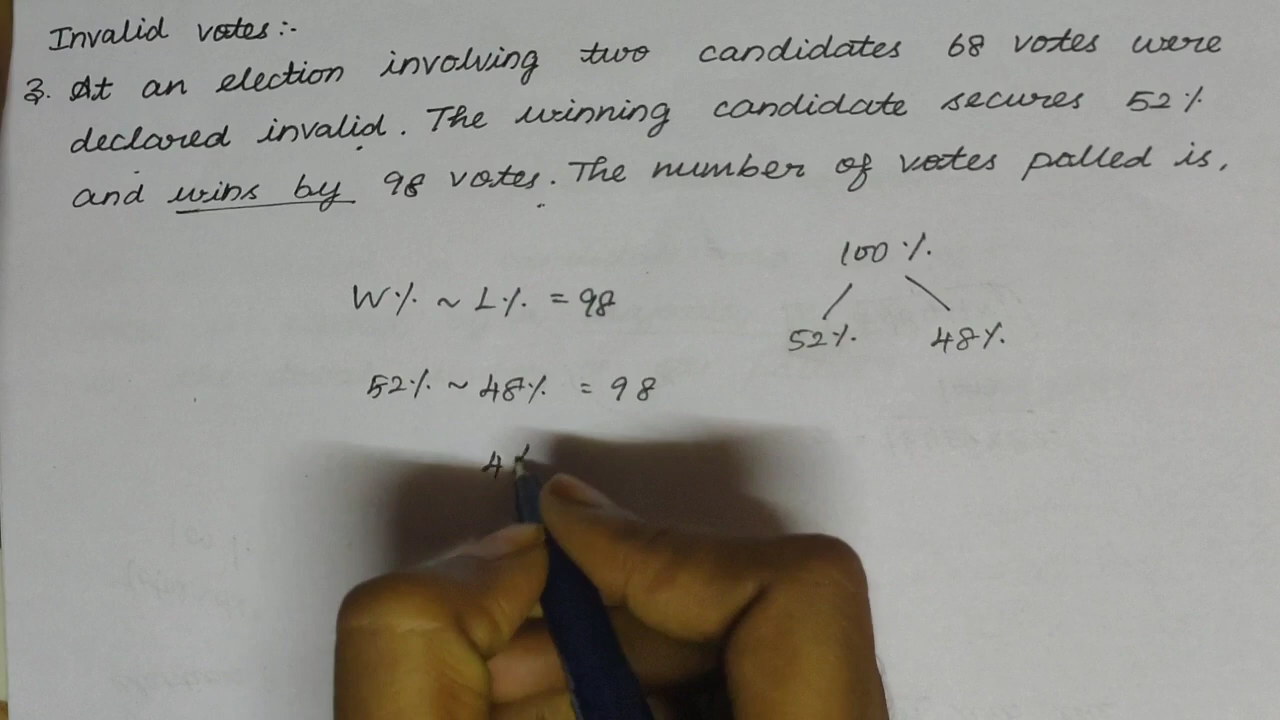 Invalid votes:-
3. At an election involving two candidates 68 votes were
declared invalid. The winning candidate secures 52%
and wins by 98 votes. The number of votes polled is,
100%
W% ~ L% = 98
52% 48%
52% ~ 48% = 98
4%